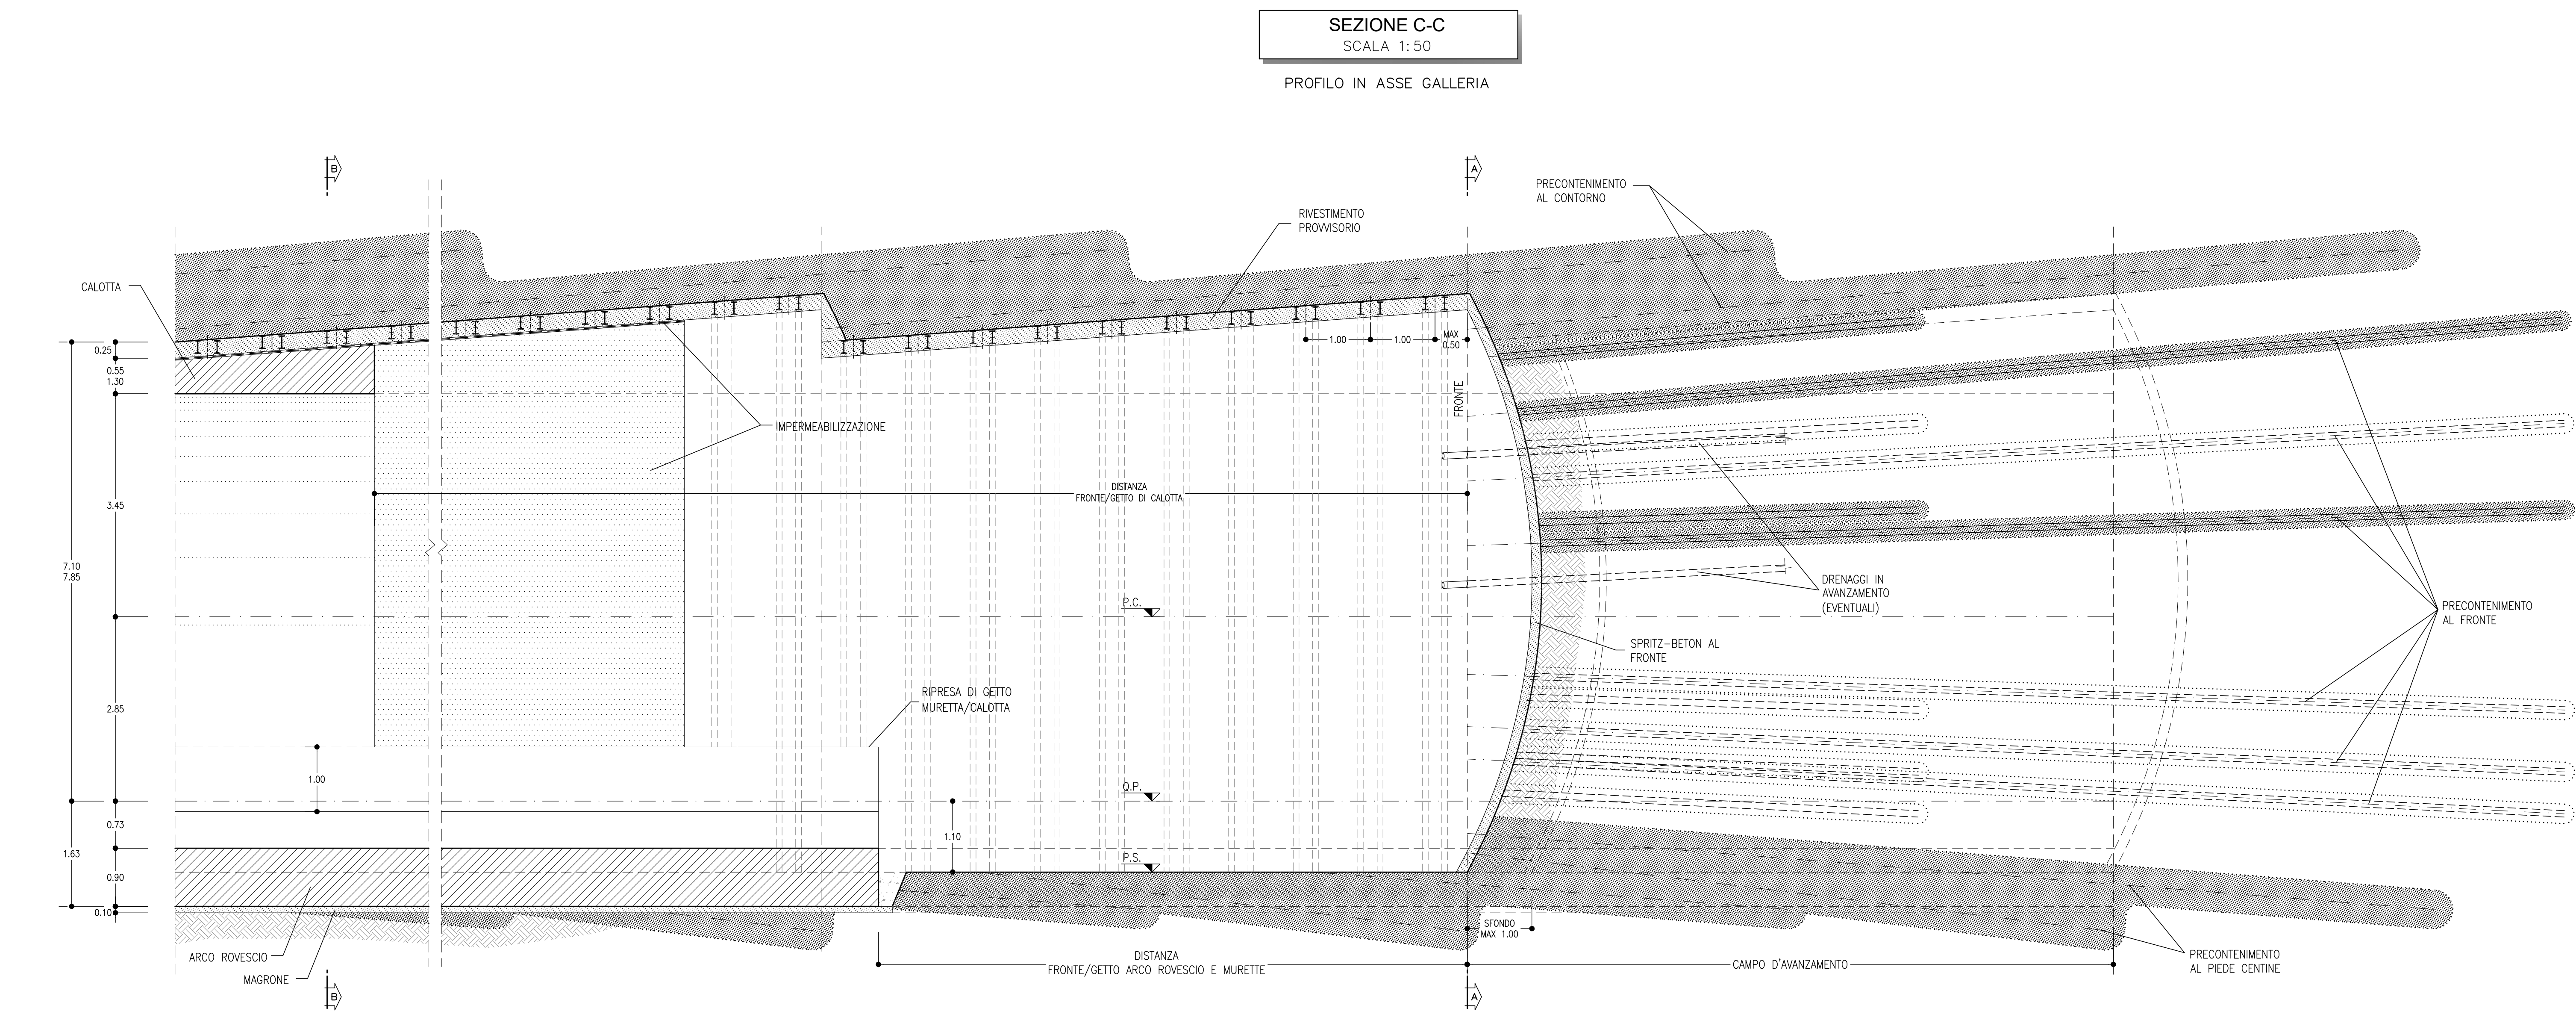 SEZIONE C-C
SCALA 1:50
PROFILO IN ASSE GALLERIA
B
A
PRECONTENIMENTO
AL CONTORNO
RIVESTIMENTO
PROVVISORIO
CALOTTA
0.25
0.55
1.30
1.00
1.00
MAX
0.50
FRONTE
IMPERMEABILIZZAZIONE
DISTANZA
FRONTE/GETTO DI CALOTTA
3.45
7.10
7.85
P.C.
DRENAGGI IN
AVANZAMENTO
(EVENTUALI)
PRECONTENIMENTO
AL FRONTE
SPRITZ-BETON AL
FRONTE
RIPRESA DI GETTO
MURETTA/CALOTTA
2.85
1.00
Q.P.
0.73
1.10
1.63
P.S.
0.90
0.10
SFONDO
MAX 1.00
ARCO ROVESCIO
MAGRONE
DISTANZA
FRONTE/GETTO ARCO ROVESCIO E MURETTE
CAMPO D'AVANZAMENTO
PRECONTENIMENTO
AL PIEDE CENTINE
B
A